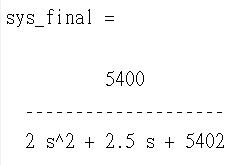 sys_final =
5400
--------------------
2 s^2 + 2.5 s + 5402